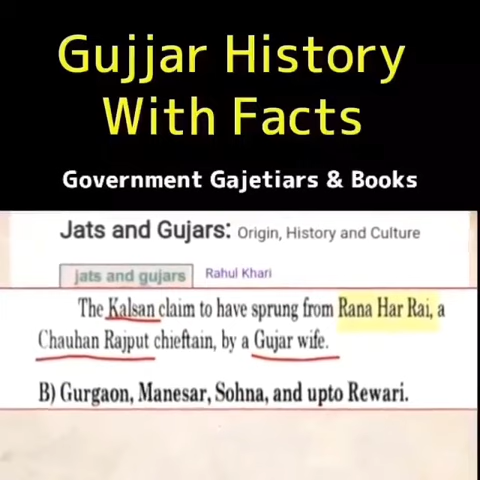 Gujjar History
With Facts
Government Gajetiars & Books
Jats and Gujars: Origin, History and Culture
jats and gujars Rahul Khari
The Kalsan claim to have sprung from Rana Har Rai, a
Chauhan Rajput chieftain, by a Gujar wife.
B) Gurgaon, Manesar, Sohna, and upto Rewari.